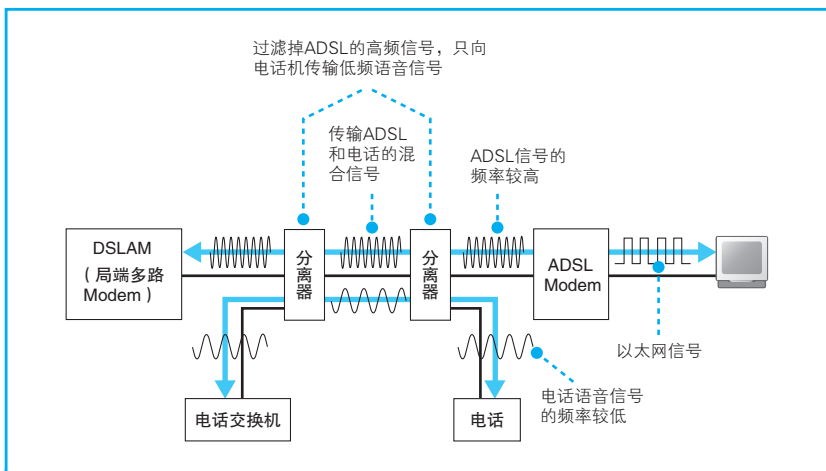 过滤掉ADSL的高频信号，只向
电话机传输低频语音信号
传输ADSL
和电话的混
合信号
ADSL信号的
频率较高
DSLAM
（局端多路
Modem）
分离器
分离器
ADSL
Modem
以太网信号
电话语音信号
的频率较低
电话交换机
电话